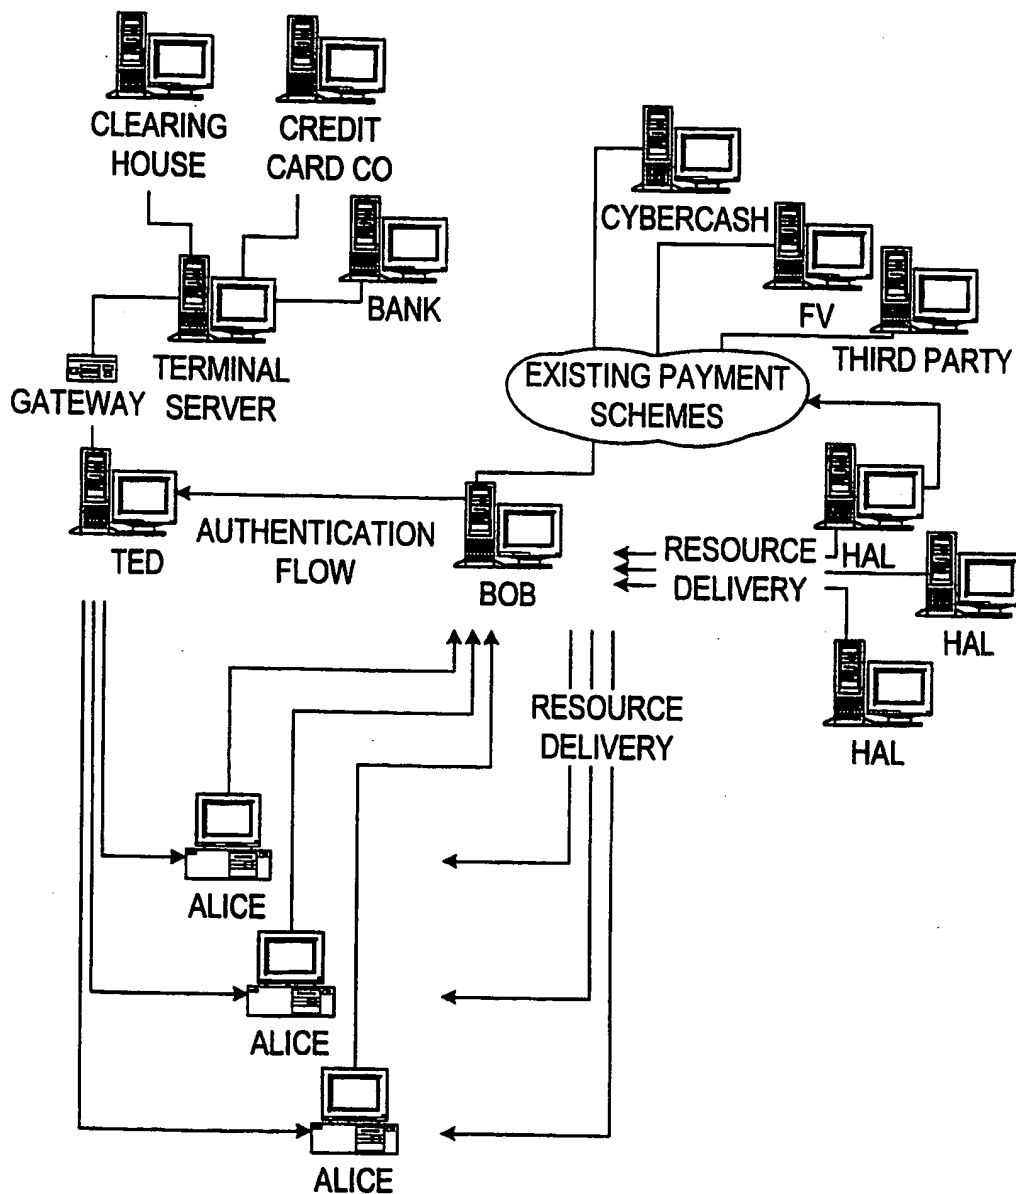 CLEARING
HOUSE
CREDIT
CARD CO
CYBERCASH
BANK
FV
THIRD PARTY
TERMINAL
SERVER
GATEWAY
EXISTING PAYMENT
SCHEMES
TED
AUTHENTICATION
FLOW
BOB
RESOURCE
DELIVERY
HAL
HAL
HAL
RESOURCE
DELIVERY
ALICE
ALICE
ALICE